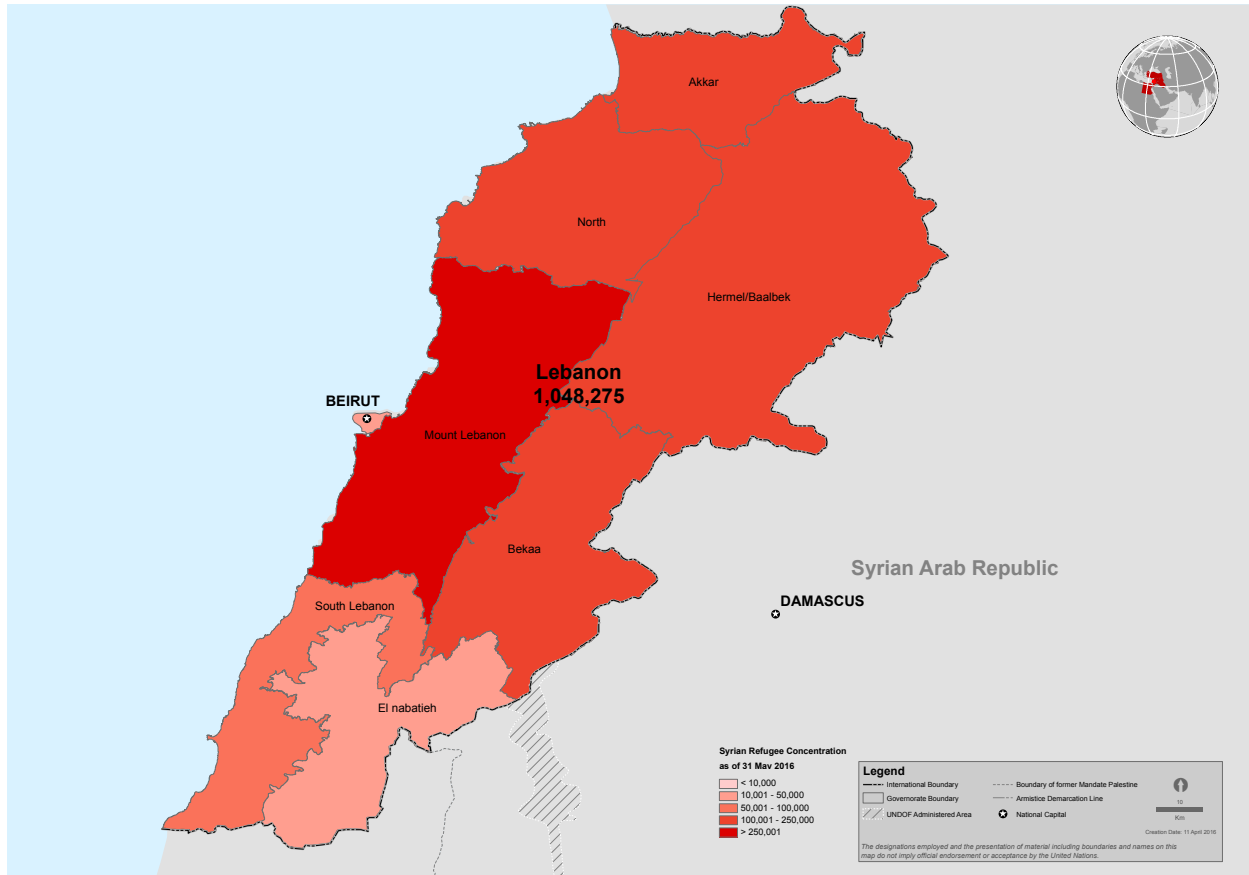 Akkar
North
Hermel/Baalbek
Lebanon
1,048,275
BEIRUT
Mount Lebanon
Bekaa
Syrian Arab Republic
DAMASCUS
South Lebanon
El nabatieh
Syrian Refugee Concentration
as of 31 May 2016
< 10,000
10,001 - 50,000
50,001 - 100,000
100,001 - 250,000
> 250,001
Legend
International Boundary
Governorate Boundary
UNDOF Administered Area
Boundary of former Mandate Palestine
Armistice Demarcation Line
National Capital
10
Km
Creation Date: 11 April 2016
The designations employed and the presentation of material including boundaries and names on this
map do not imply official endorsement or acceptance by the United Nations.